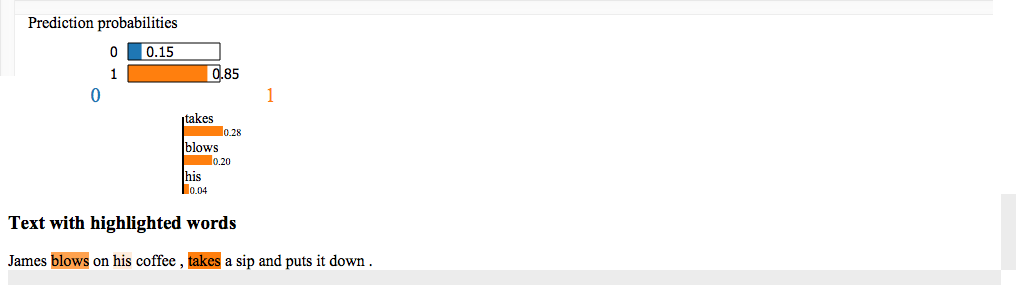 Prediction probabilities
0 0.15
1 0.85
0 1
takes
0.28
blows
0.20
his
0.04
Text with highlighted words
James blows on his coffee , takes a sip and puts it down .